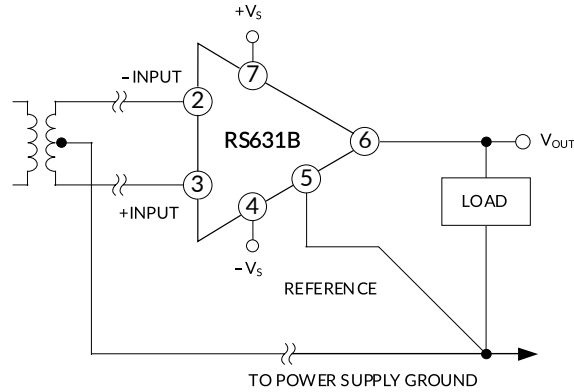 +VS
−INPUT
7
2
RS631B
6
VOUT
3
5
4
LOAD
+INPUT
−VS
REFERENCE
TO POWER SUPPLY GROUND